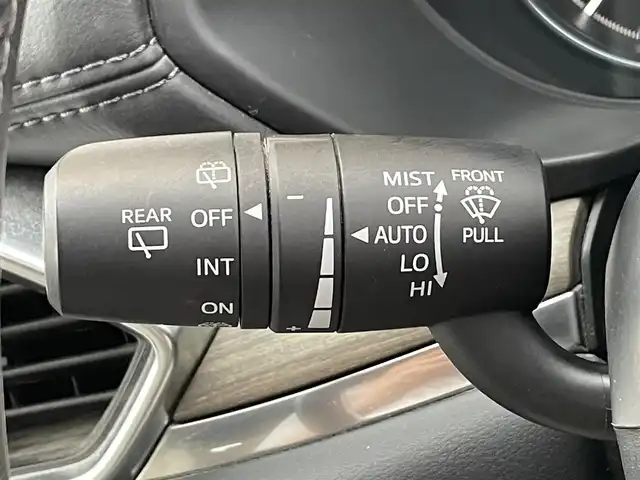 REAR
OFF
INT
ON
−
+
MIST
OFF
AUTO
LO
HI
FRONT
PULL